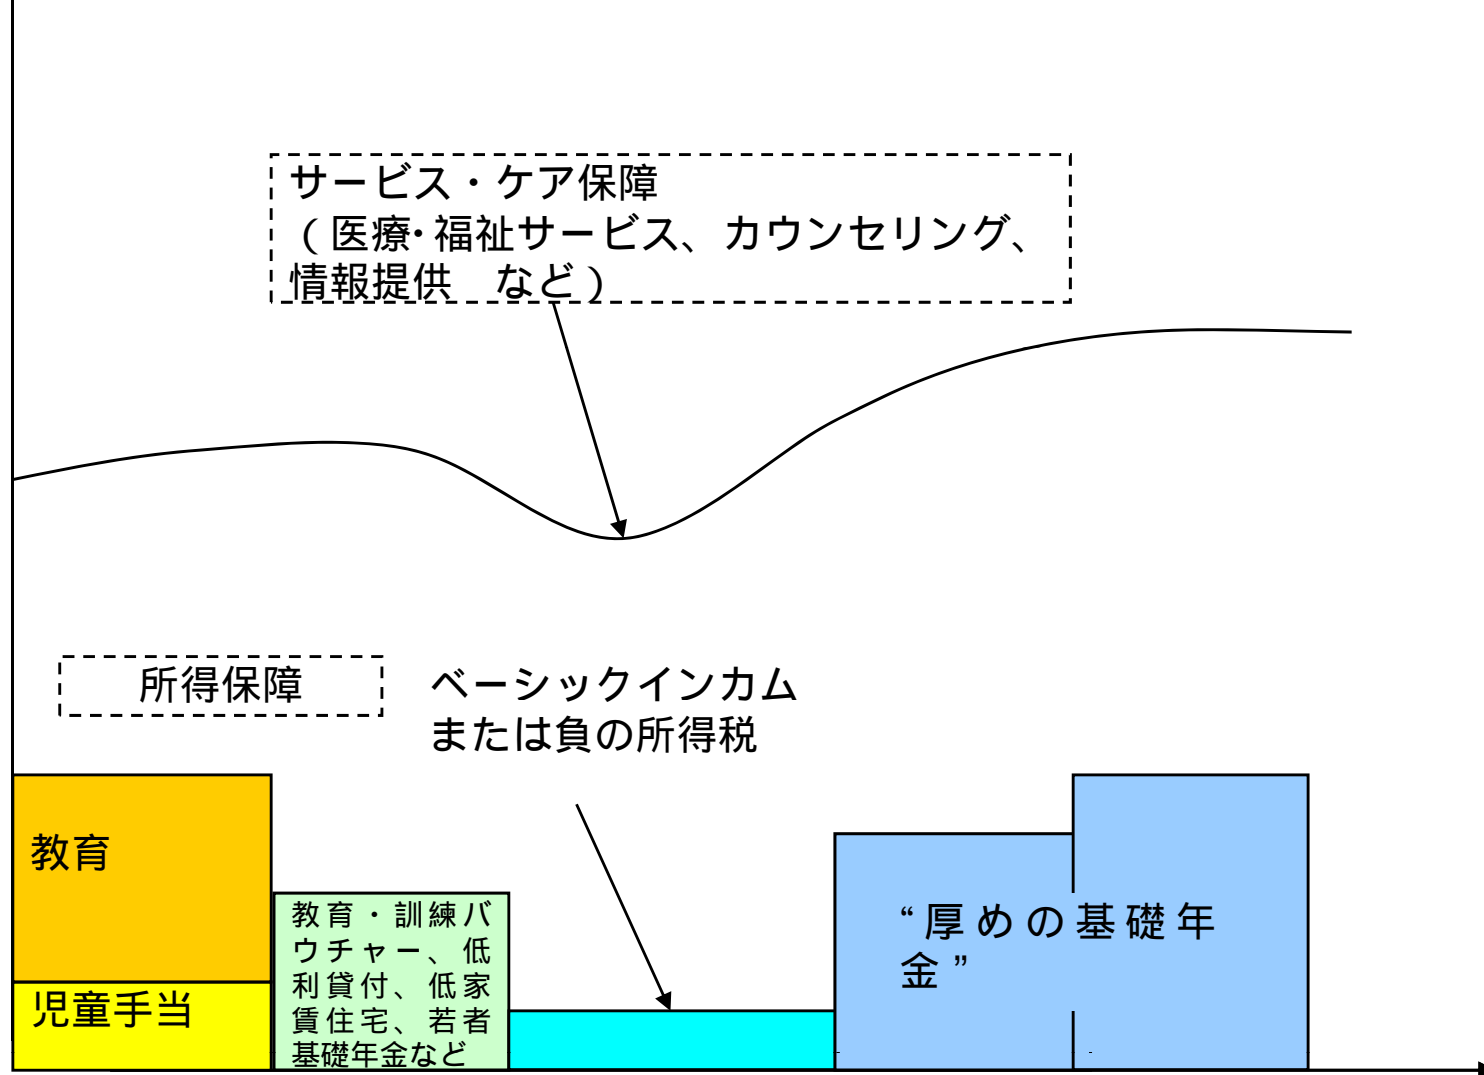 サービス・ケア保障
（医療・福祉サービス、カウンセリング、
情報提供　など）
所得保障
ベーシックインカム
または負の所得税
教育
児童手当
教育・訓練バ
ウチャー、低
利貸付、低家
賃住宅、若者
基礎年金など
“厚めの基礎年
金”